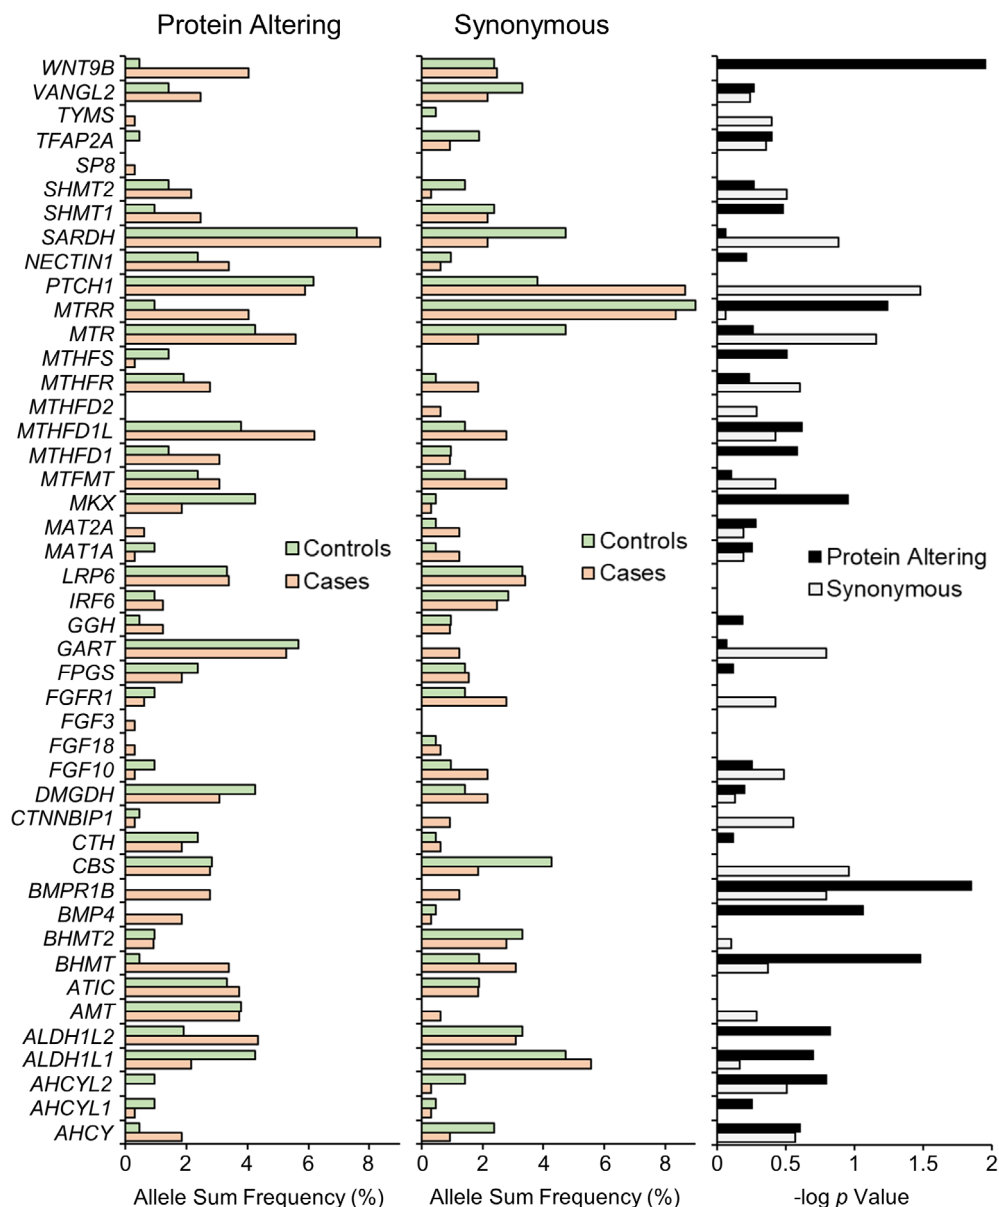 Protein Altering
Synonymous
WNT9B
VANGL2
TYMS
TFAP2A
SP8
SHMT2
SHMT1
SARDH
NECTIN1
PTCH1
MTRR
MTR
MTHFS
MTHFR
MTHFD2
MTHFD1L
MTHFD1
MTFMT
MKX
MAT2A
MAT1A
LRP6
IRF6
GGH
GART
FPGS
FGFR1
FGF3
FGF18
FGF10
DMGDH
CTNNBIP1
CTH
CBS
BMPR1B
BMP4
BHMT2
BHMT
ATIC
AMT
ALDH1L2
ALDH1L1
AHCYL2
AHCYL1
AHCY
Controls
Cases
Controls
Cases
Protein Altering
Synonymous
0 2 4 6 8
0 2 4 6 8
0 0.5 1 1.5 2
Allele Sum Frequency (%)
Allele Sum Frequency (%)
-log p Value